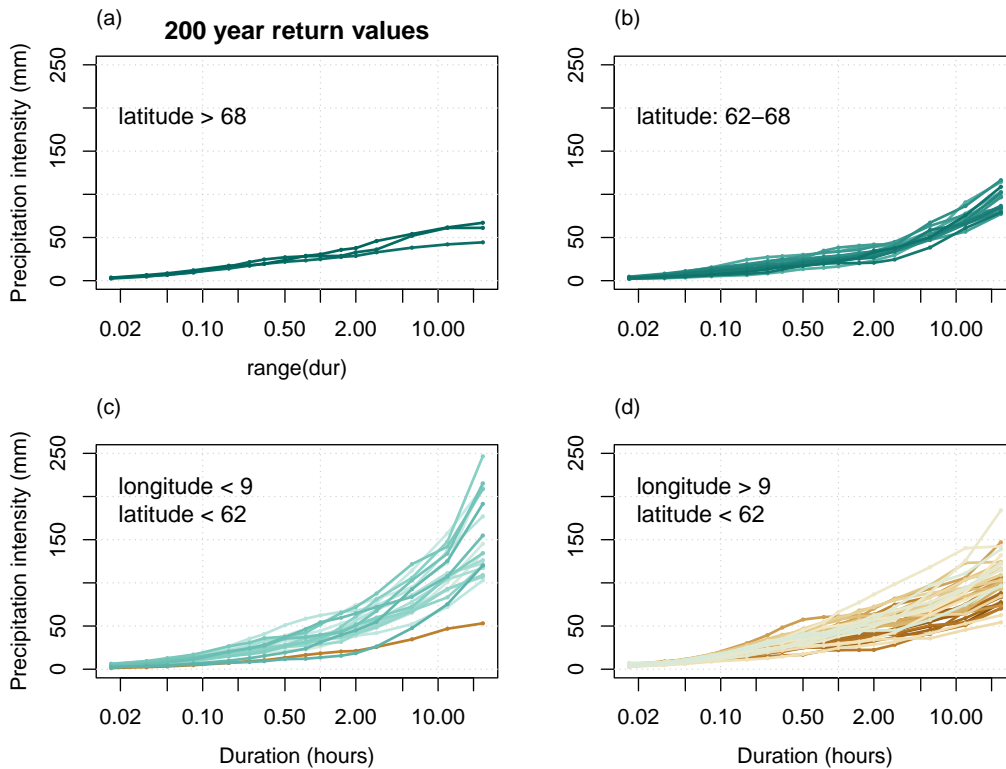 (a)
200 year return values
Precipitation intensity (mm)
0
50
150
250
latitude > 68
0.02 0.10 0.50 2.00 10.00
range(dur)
(b)
0
50
150
250
latitude: 62−68
0.02 0.10 0.50 2.00 10.00
(c)
Precipitation intensity (mm)
0
50
150
250
longitude < 9
latitude < 62
0.02 0.10 0.50 2.00 10.00
Duration (hours)
(d)
0
50
150
250
longitude > 9
latitude < 62
0.02 0.10 0.50 2.00 10.00
Duration (hours)